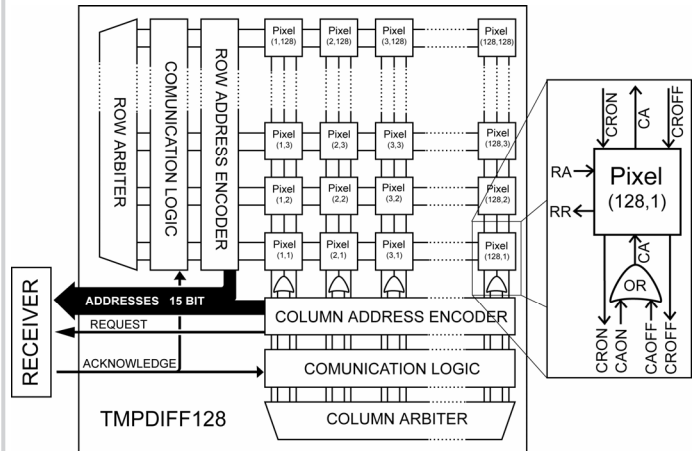 ROW ARBITER
COMUNICATION LOGIC
ROW ADDRESS ENCODER
Pixel
(1,128)
Pixel
(2,128)
Pixel
(3,128)
Pixel
(128,128)
Pixel
(1,3)
Pixel
(2,3)
Pixel
(3,3)
Pixel
(128,3)
Pixel
(1,2)
Pixel
(2,2)
Pixel
(3,2)
Pixel
(128,2)
Pixel
(1,1)
Pixel
(2,1)
Pixel
(3,1)
Pixel
(128,1)
RECEIVER
ADDRESSES 15 BIT
REQUEST
ACKNOWLEDGE
COLUMN ADDRESS ENCODER
COMUNICATION LOGIC
COLUMN ARBITER
TMPDIFF128
CRON
CA
CROFF
RA
RR
Pixel
(128,1)
CA
OR
CRON
CAON
CAOFF
CROFF